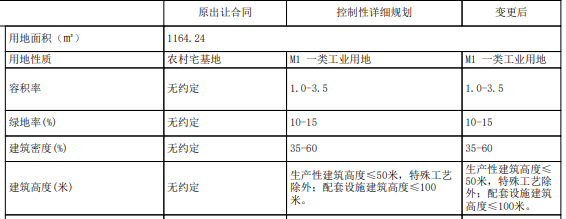 原出让合同 控制性详细规划 变更后
用地面积（㎡） 1164.24
用地性质 农村宅基地 M1 一类工业用地 M1 一类工业用地
容积率 无约定 1.0-3.5 1.0-3.5
绿地率(%) 无约定 10-15 10-15
建筑密度(%) 无约定 35-60 35-60
建筑高度(米) 无约定
生产性建筑高度≤50米，特殊工艺
除外；配套设施建筑高度≤100
米。
生产性建筑高度≤
50米，特殊工艺除
外；配套设施建筑高
度≤100米。